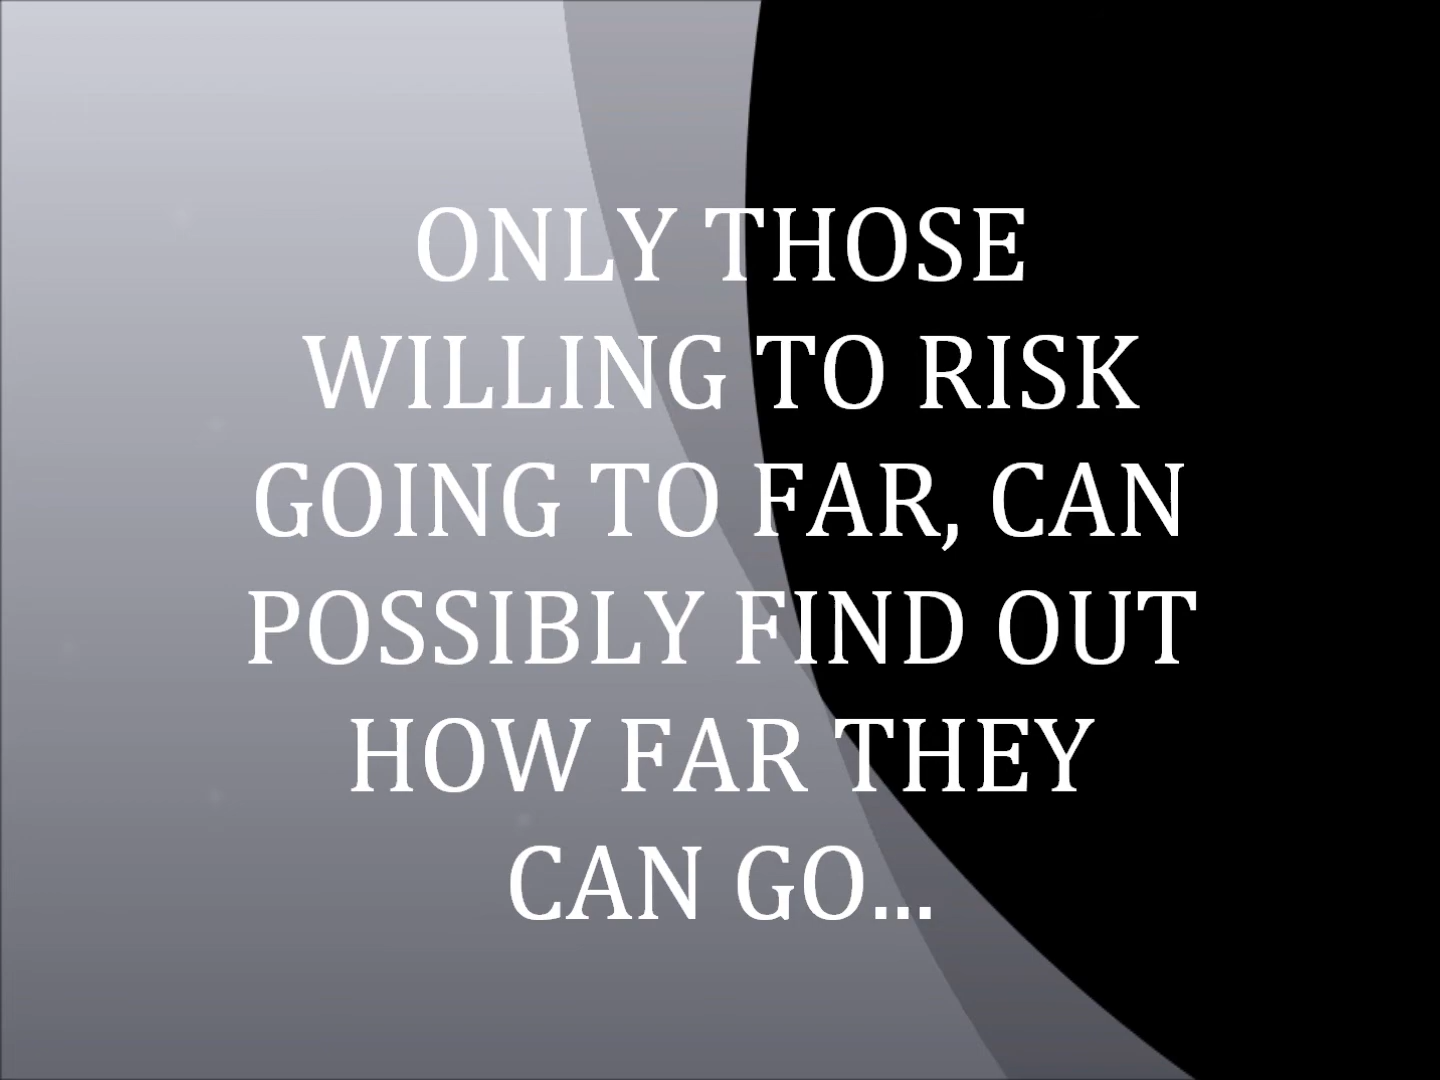 ONLY THOSE
WILLING TO RISK
GOING TO FAR, CAN
POSSIBLY FIND OUT
HOW FAR THEY
CAN GO...